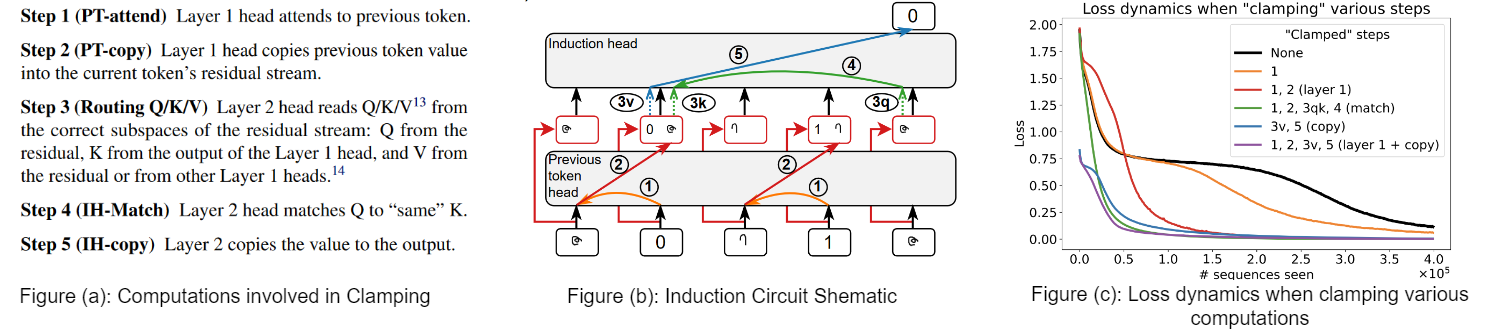 Step 1 (PT-attend) Layer 1 head attends to previous token.
Step 2 (PT-copy) Layer 1 head copies previous token value
into the current token's residual stream.
Step 3 (Routing Q/K/V) Layer 2 head reads Q/K/V13 from
the correct subspaces of the residual stream: Q from the
residual, K from the output of the Layer 1 head, and V from
the residual or from other Layer 1 heads.14
Step 4 (IH-Match) Layer 2 head matches Q to "same" K.
Step 5 (IH-copy) Layer 2 copies the value to the output.
Figure (a): Computations involved in Clamping
0
Induction head
5
4
3v
3k
3q
0
1
Previous
token
head
2
2
1
1
0
1
Figure (b): Induction Circuit Shematic
Loss dynamics when "clamping" various steps
"Clamped" steps
None
1
1, 2 (layer 1)
1, 2, 3qk, 4 (match)
3v, 5 (copy)
1, 2, 3v, 5 (layer 1 + copy)
Loss
2.00
1.75
1.50
1.25
1.00
0.75
0.50
0.25
0.00
0.0 0.5 1.0 1.5 2.0 2.5 3.0 3.5 4.0
# sequences seen
×10⁵
Figure (c): Loss dynamics when clamping various
computations